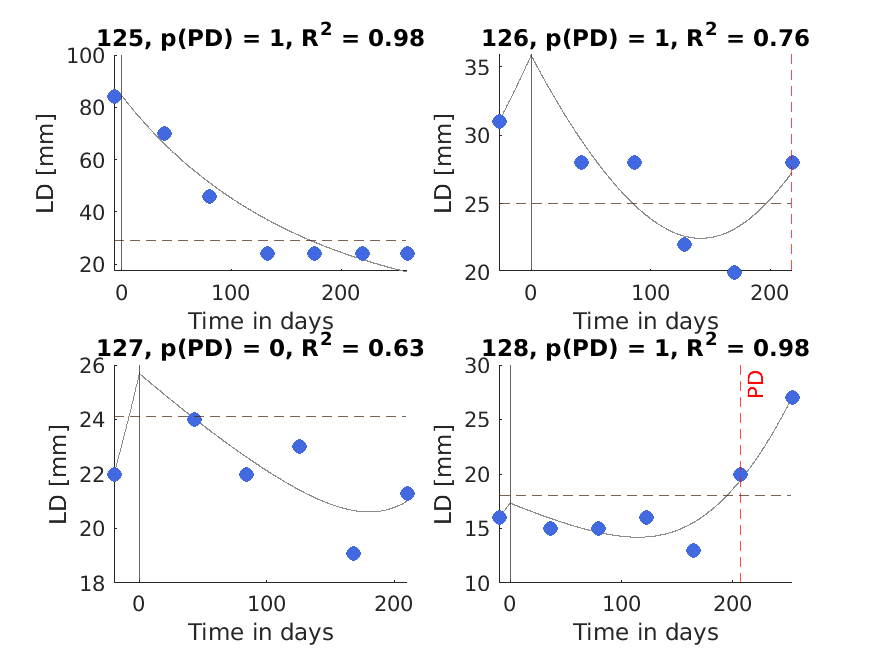 125, p(PD) = 1, R2 = 0.98
100
80
60
40
20
LD [mm]
0 100 200
Time in days
126, p(PD) = 1, R2 = 0.76
35
30
25
20
LD [mm]
0 100 200
Time in days
127, p(PD) = 0, R2 = 0.63
26
24
22
20
18
LD [mm]
0 100 200
Time in days
128, p(PD) = 1, R2 = 0.98
30
25
20
15
10
LD [mm]
PD
0 100 200
Time in days